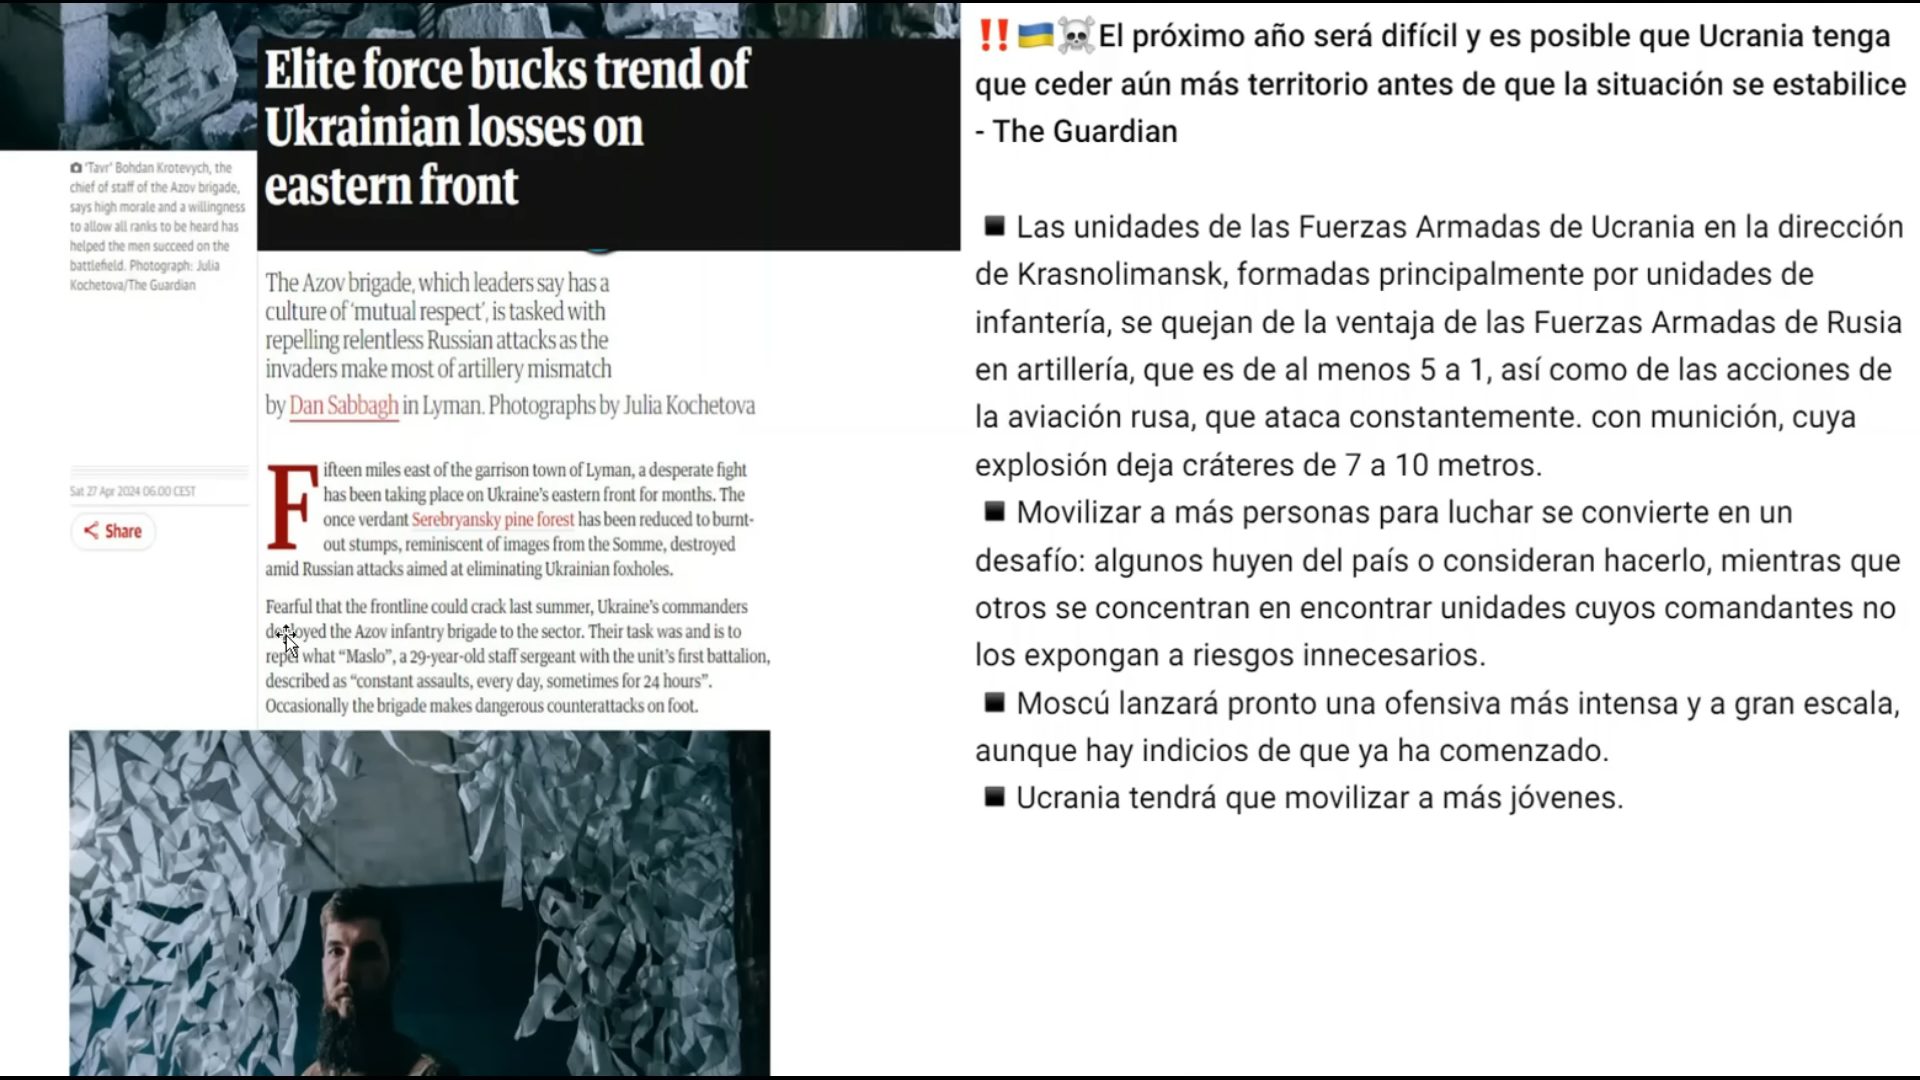 Elite force bucks trend of
Ukrainian losses on
eastern front
'Tavr' Bohdan Krotevych, the
chief of staff of the Azov brigade,
says high morale and a willingness
to allow all ranks to be heard has
helped the men succeed on the
battlefield. Photograph: Julia
Kochetova/The Guardian
The Azov brigade, which leaders say has a
culture of 'mutual respect', is tasked with
repelling relentless Russian attacks as the
invaders make most of artillery mismatch
by Dan Sabbagh in Lyman. Photographs by Julia Kochetova
Sat 27 Apr 2024 06.00 CEST
Share
Fifteen miles east of the garrison town of Lyman, a desperate fight
has been taking place on Ukraine's eastern front for months. The
once verdant Serebryansky pine forest has been reduced to burnt-
out stumps, reminiscent of images from the Somme, destroyed
amid Russian attacks aimed at eliminating Ukrainian foxholes.
Fearful that the frontline could crack last summer, Ukraine's commanders
deployed the Azov infantry brigade to the sector. Their task was and is to
repel what “Maslo”, a 29-year-old staff sergeant with the unit's first battalion,
described as “constant assaults, every day, sometimes for 24 hours”.
Occasionally the brigade makes dangerous counterattacks on foot.
‼️🇺🇦☠️El próximo año será difícil y es posible que Ucrania tenga
que ceder aún más territorio antes de que la situación se estabilice
- The Guardian
◾Las unidades de las Fuerzas Armadas de Ucrania en la dirección
de Krasnolimansk, formadas principalmente por unidades de
infantería, se quejan de la ventaja de las Fuerzas Armadas de Rusia
en artillería, que es de al menos 5 a 1, así como de las acciones de
la aviación rusa, que ataca constantemente. con munición, cuya
explosión deja cráteres de 7 a 10 metros.
◾Movilizar a más personas para luchar se convierte en un
desafío: algunos huyen del país o consideran hacerlo, mientras que
otros se concentran en encontrar unidades cuyos comandantes no
los expongan a riesgos innecesarios.
◾Moscú lanzará pronto una ofensiva más intensa y a gran escala,
aunque hay indicios de que ya ha comenzado.
◾Ucrania tendrá que movilizar a más jóvenes.